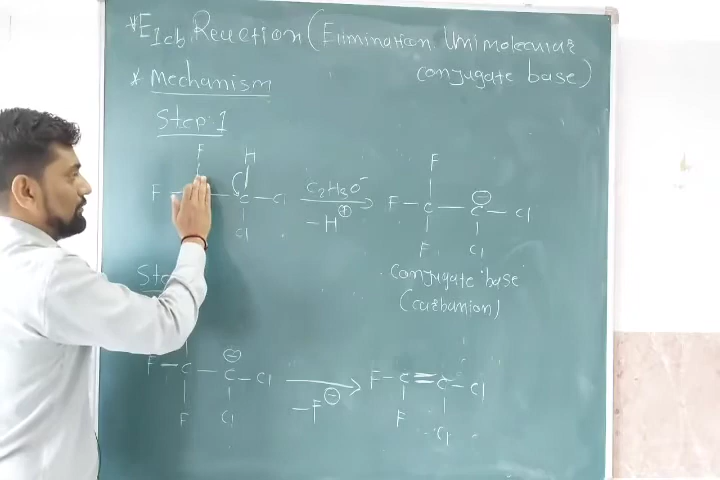 *E1cb Reaction (Elimination Unimolecular
conjugate base)
* Mechanism
Step 1
F H
F C Cl
Cl
C2H5O-
-H⊕
F
F-C-C⊖-Cl
F Cl
conjugate base
(carbanion)
F-C-C⊖-Cl
F Cl
-F⊖
F-C=C-Cl
F Cl